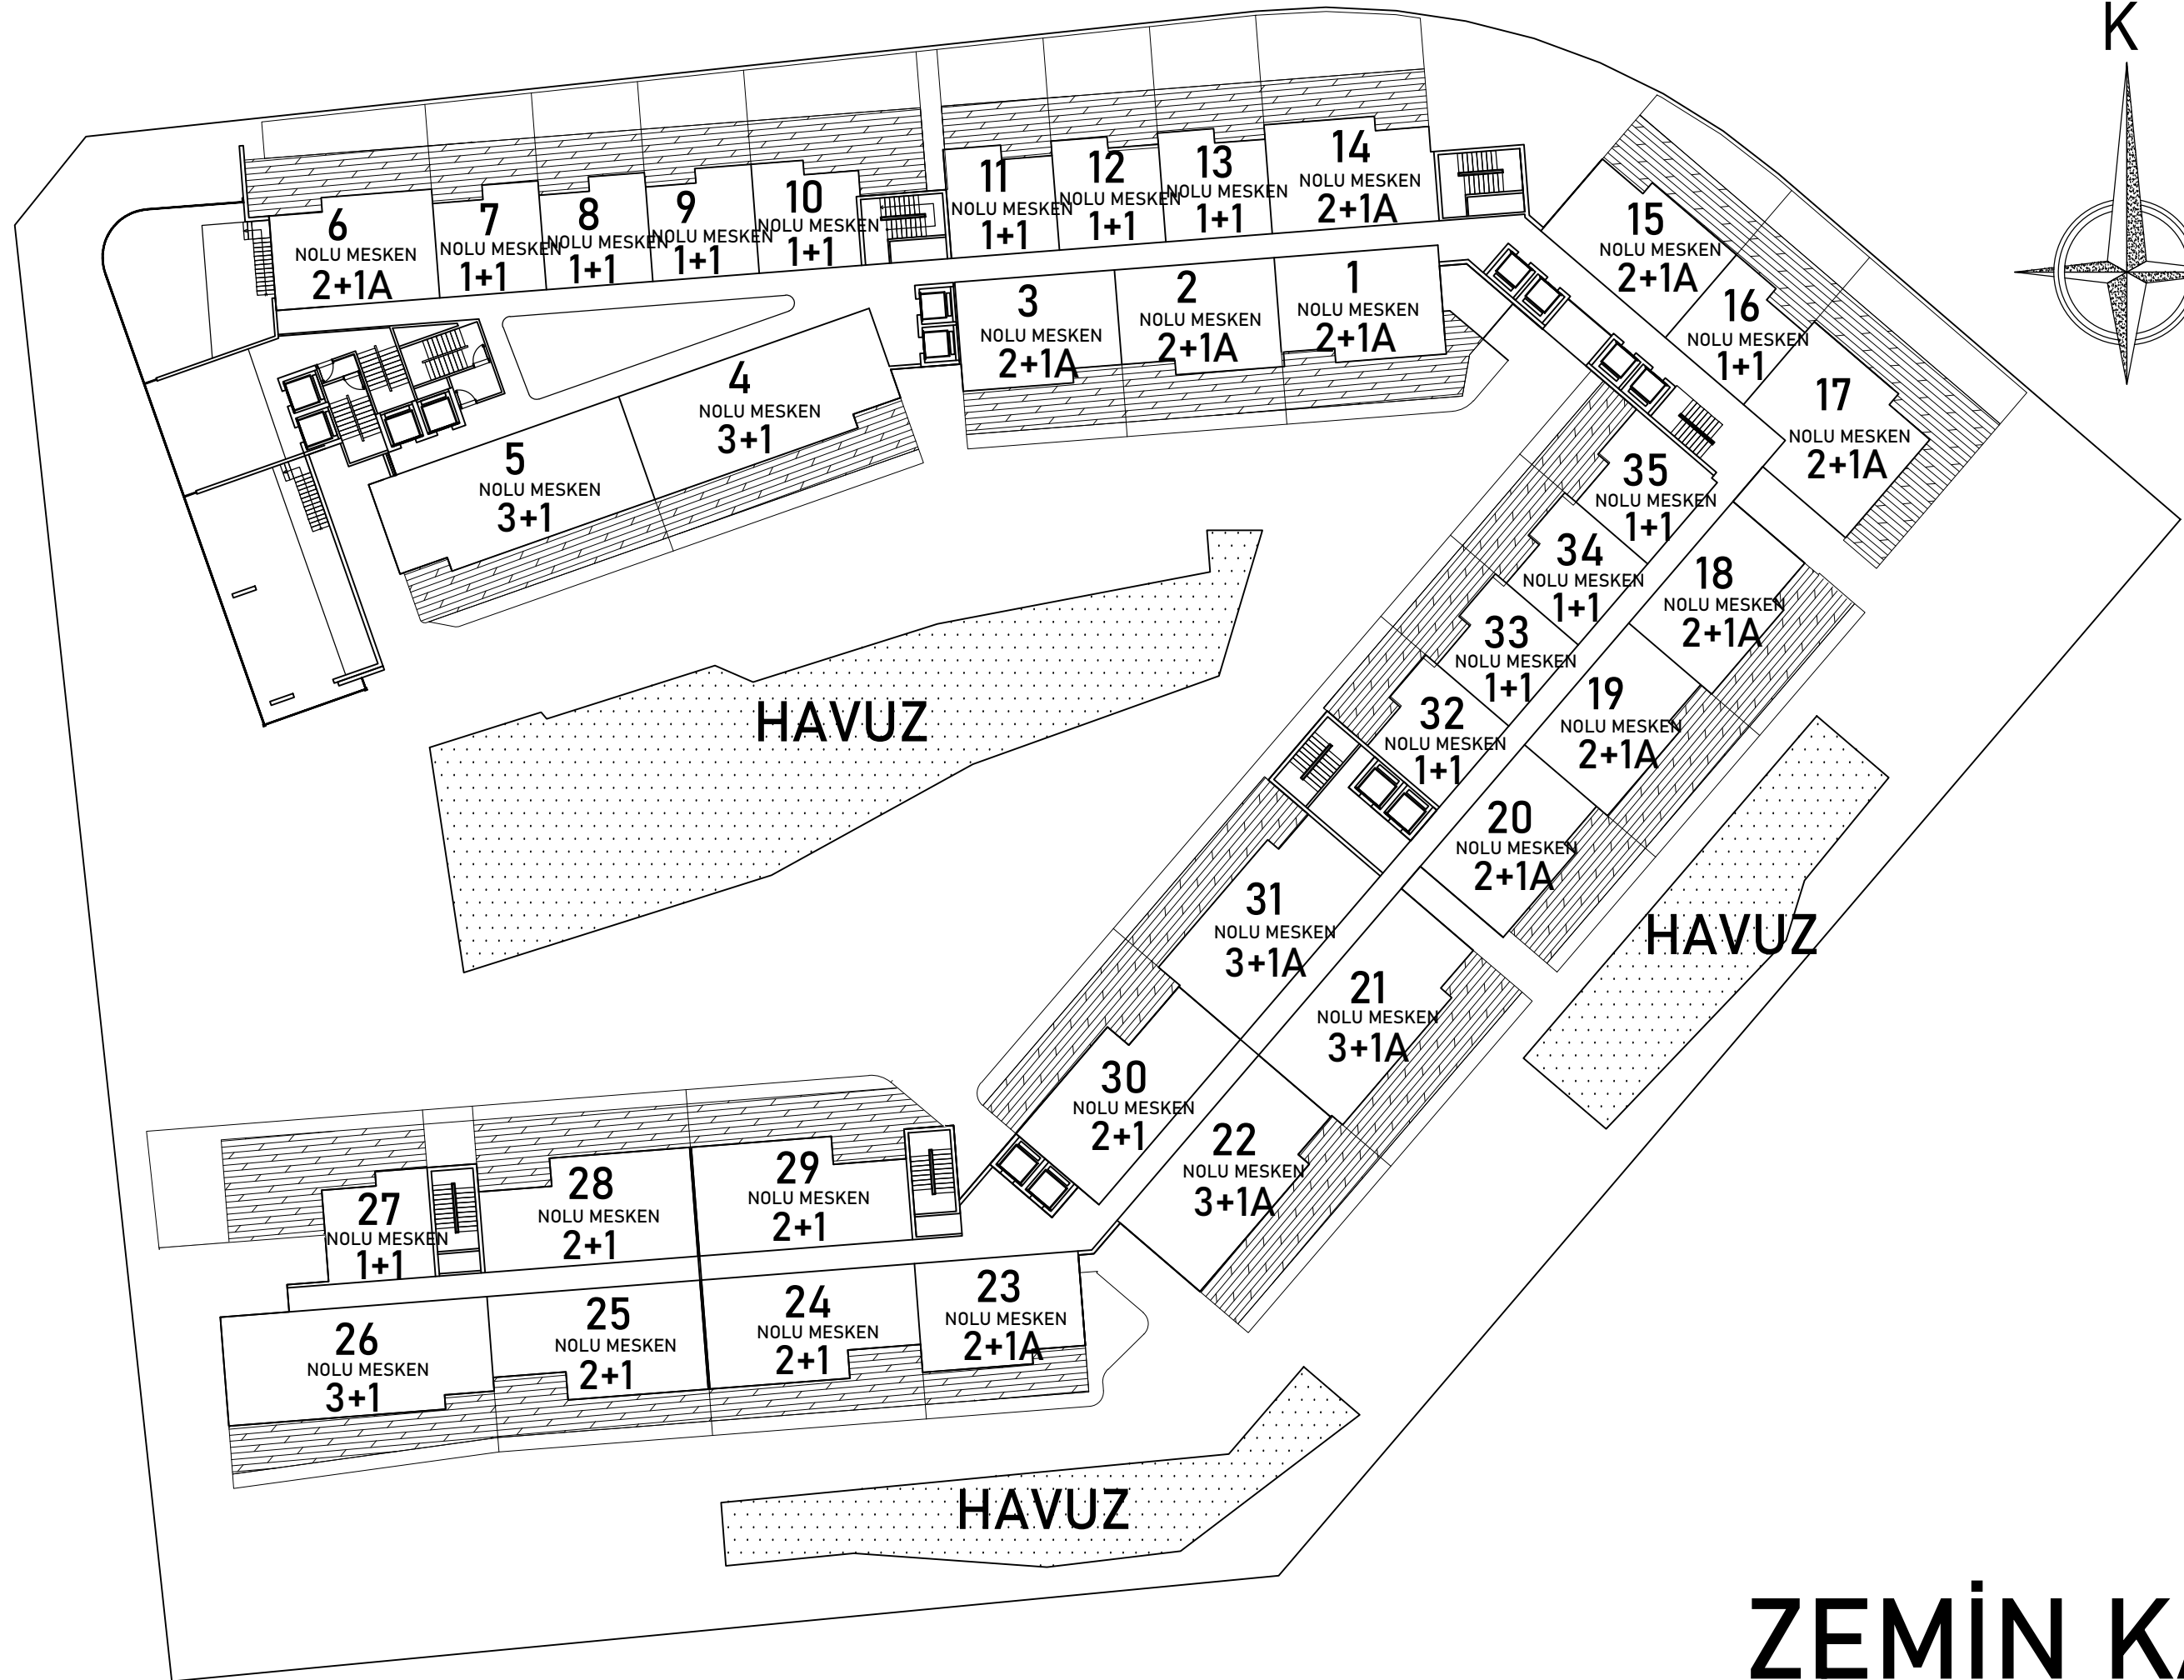 K
14
NOLU MESKEN
2+1A
13
NOLU MESKEN
1+1
12
NOLU MESKEN
1+1
11
NOLU MESKEN
1+1
10
NOLU MESKEN
1+1
9
NOLU MESKEN
1+1
8
NOLU MESKEN
1+1
7
NOLU MESKEN
1+1
6
NOLU MESKEN
2+1A
15
NOLU MESKEN
2+1A
16
NOLU MESKEN
1+1
17
NOLU MESKEN
2+1A
1
NOLU MESKEN
2+1A
2
NOLU MESKEN
2+1A
3
NOLU MESKEN
2+1A
4
NOLU MESKEN
3+1
5
NOLU MESKEN
3+1
35
NOLU MESKEN
1+1
34
NOLU MESKEN
1+1
33
NOLU MESKEN
1+1
32
NOLU MESKEN
1+1
18
NOLU MESKEN
2+1A
19
NOLU MESKEN
2+1A
20
NOLU MESKEN
2+1A
HAVUZ
HAVUZ
31
NOLU MESKEN
3+1A
21
NOLU MESKEN
3+1A
30
NOLU MESKEN
2+1
22
NOLU MESKEN
3+1A
29
NOLU MESKEN
2+1
28
NOLU MESKEN
2+1
27
NOLU MESKEN
1+1
23
NOLU MESKEN
2+1A
24
NOLU MESKEN
2+1
25
NOLU MESKEN
2+1
26
NOLU MESKEN
3+1
HAVUZ
ZEMİN